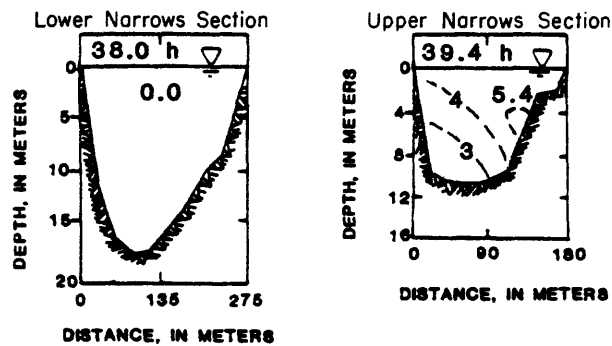 Lower Narrows Section
38.0 h
0.0
0
5
10
15
20
DEPTH, IN METERS
0 135 275
DISTANCE, IN METERS
Upper Narrows Section
39.4 h
4 5.4
3
0
4
8
12
16
DEPTH, IN METERS
0 90 180
DISTANCE, IN METERS